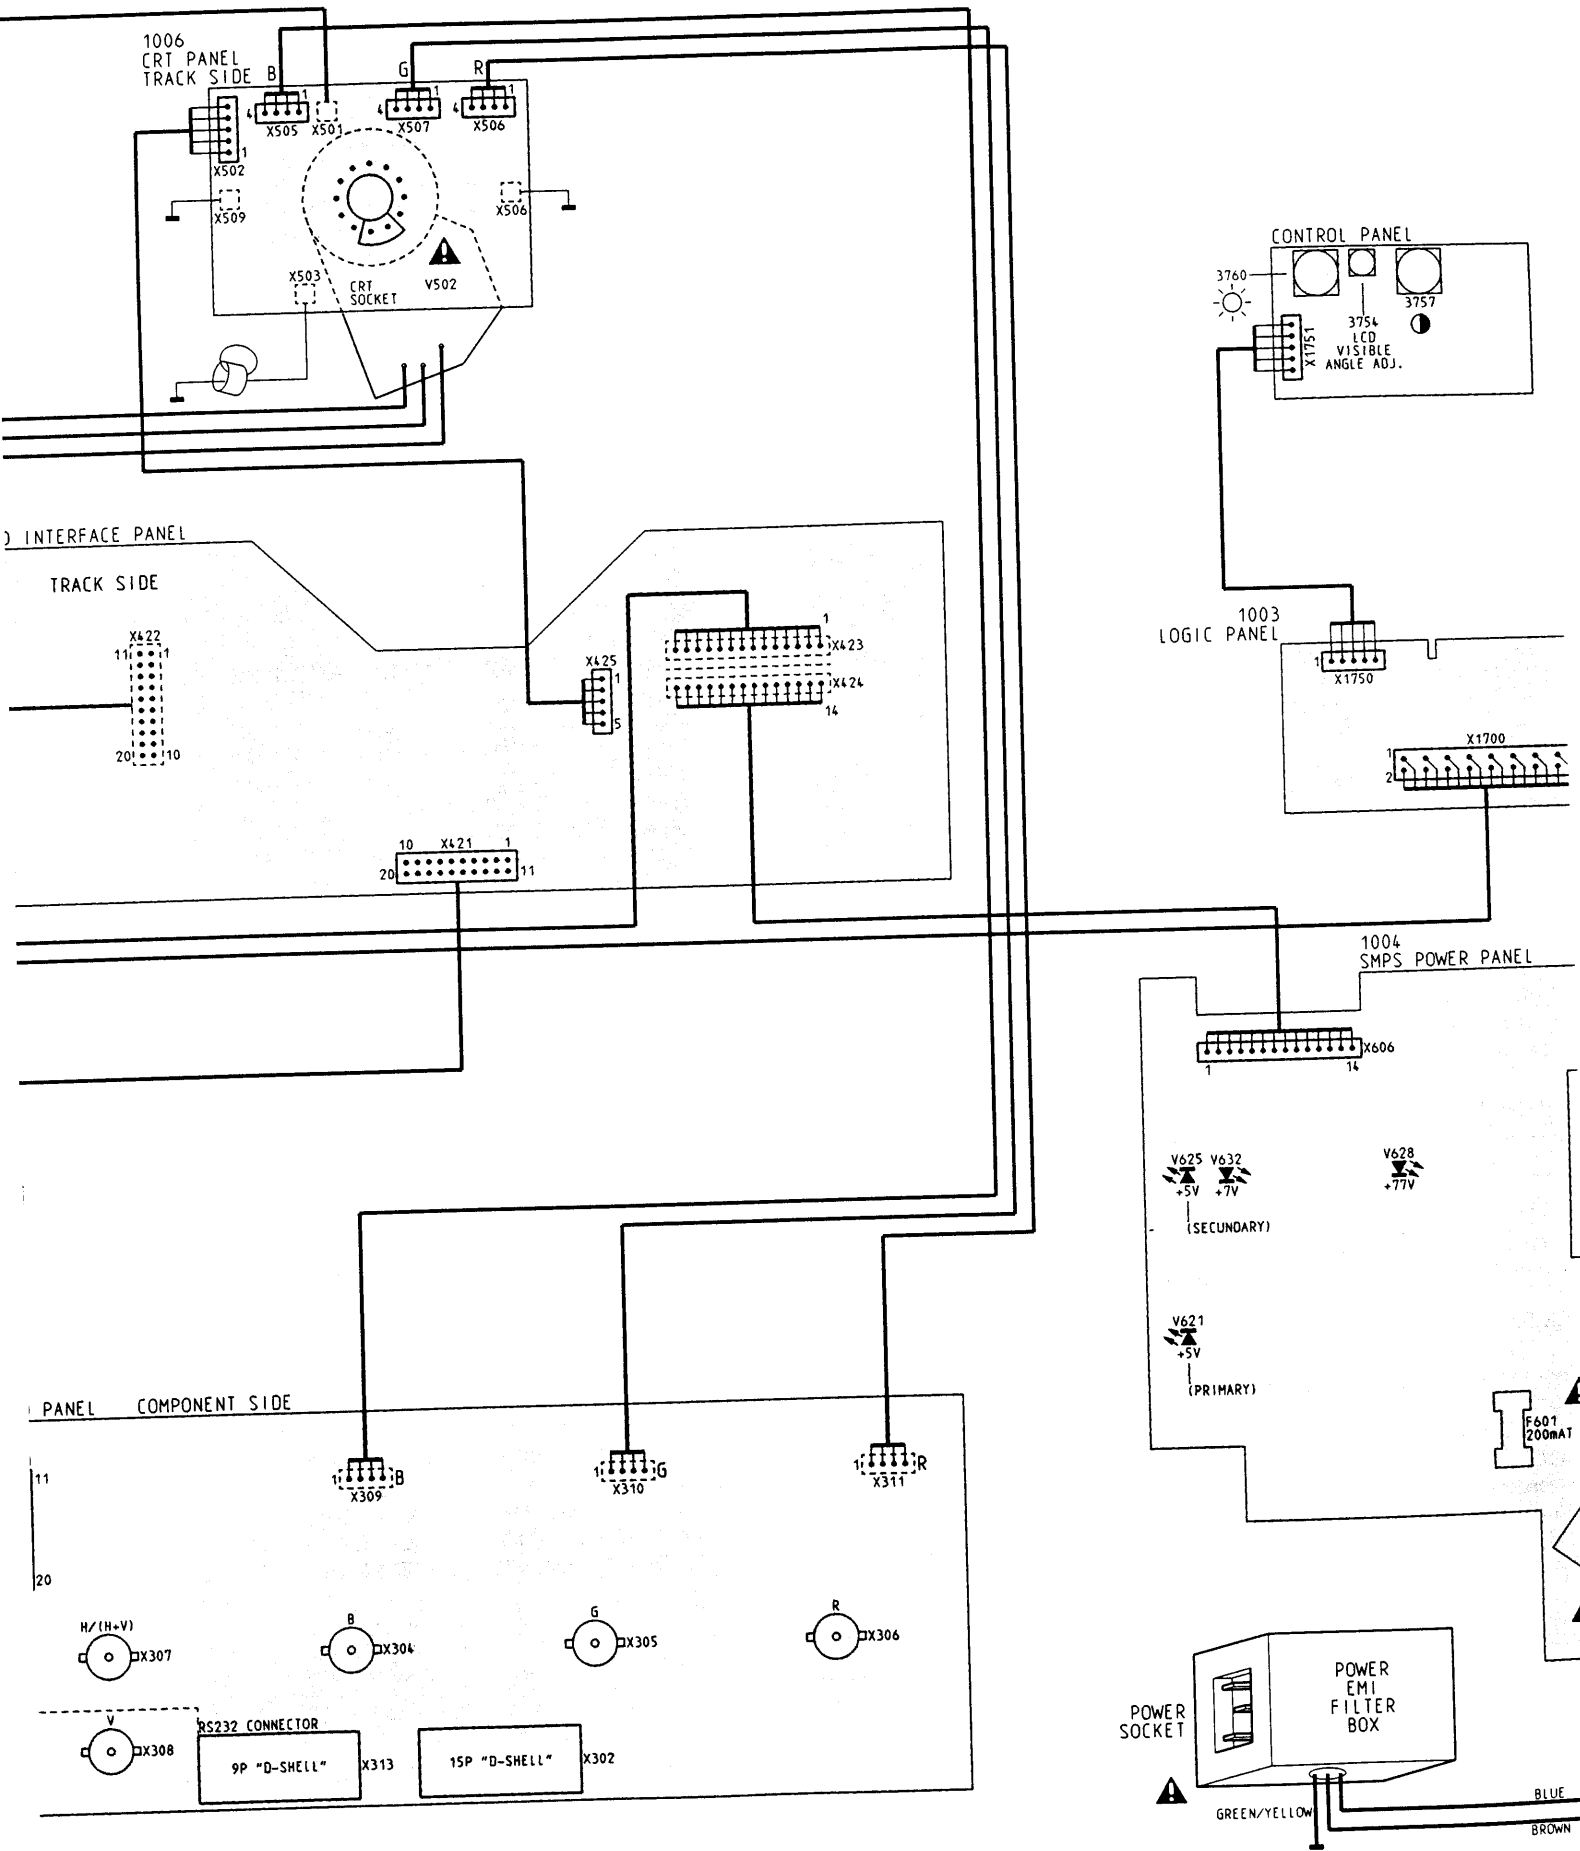 1006
CRT PANEL
TRACK SIDE
B
G
R
4
1
X505
X501
4
1
X507
4
1
X506
1
X502
X509
X506
X503
CRT
SOCKET
V502
CONTROL PANEL
3760
3757
3754
LCD
VISIBLE
ANGLE ADJ.
X1751
INTERFACE PANEL
TRACK SIDE
X422
11
1
20
10
X425
1
5
1
X423
X424
14
10
X421
1
20
11
1003
LOGIC PANEL
1
X1750
X1700
1
2
1004
SMPS POWER PANEL
X606
1
14
V625
V632
+5V
+7V
(SECUNDARY)
V628
+77V
V621
+5V
(PRIMARY)
F601
200mAT
PANEL
COMPONENT SIDE
11
20
1
B
X309
1
G
X310
1
R
X311
H/(H+V)
X307
B
X304
G
X305
R
X306
V
X308
RS232 CONNECTOR
9P "D-SHELL"
X313
15P "D-SHELL"
X302
POWER
SOCKET
POWER
EMI
FILTER
BOX
GREEN/YELLOW
BLUE
BROWN